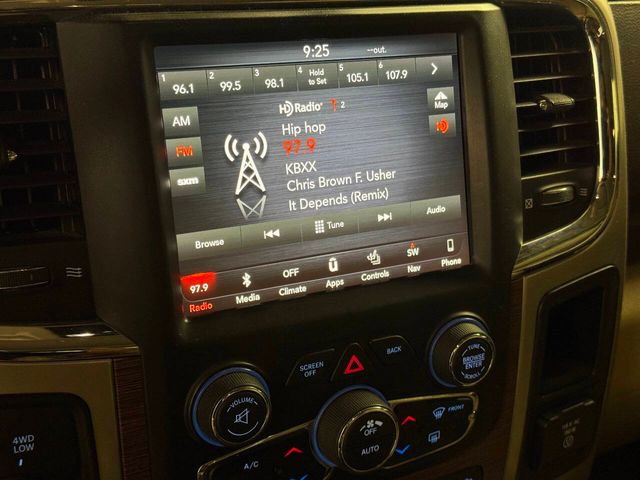 9:25 --out.
1 96.1 2 99.5 3 98.1 4 Hold to Set 5 105.1 6 107.9
HD Radio 1 2
Map
AM
FM
sxm
Hip hop
97.9
KBXX
Chris Brown F. Usher
It Depends (Remix)
Browse Tune Audio
97.9 OFF SW
Radio Media Climate Apps Controls Nav Phone
SCREEN OFF
BACK
TUNE
BROWSE
ENTER
SCROLL
VOLUME
4WD
LOW
A/C
OFF
AUTO
FRONT